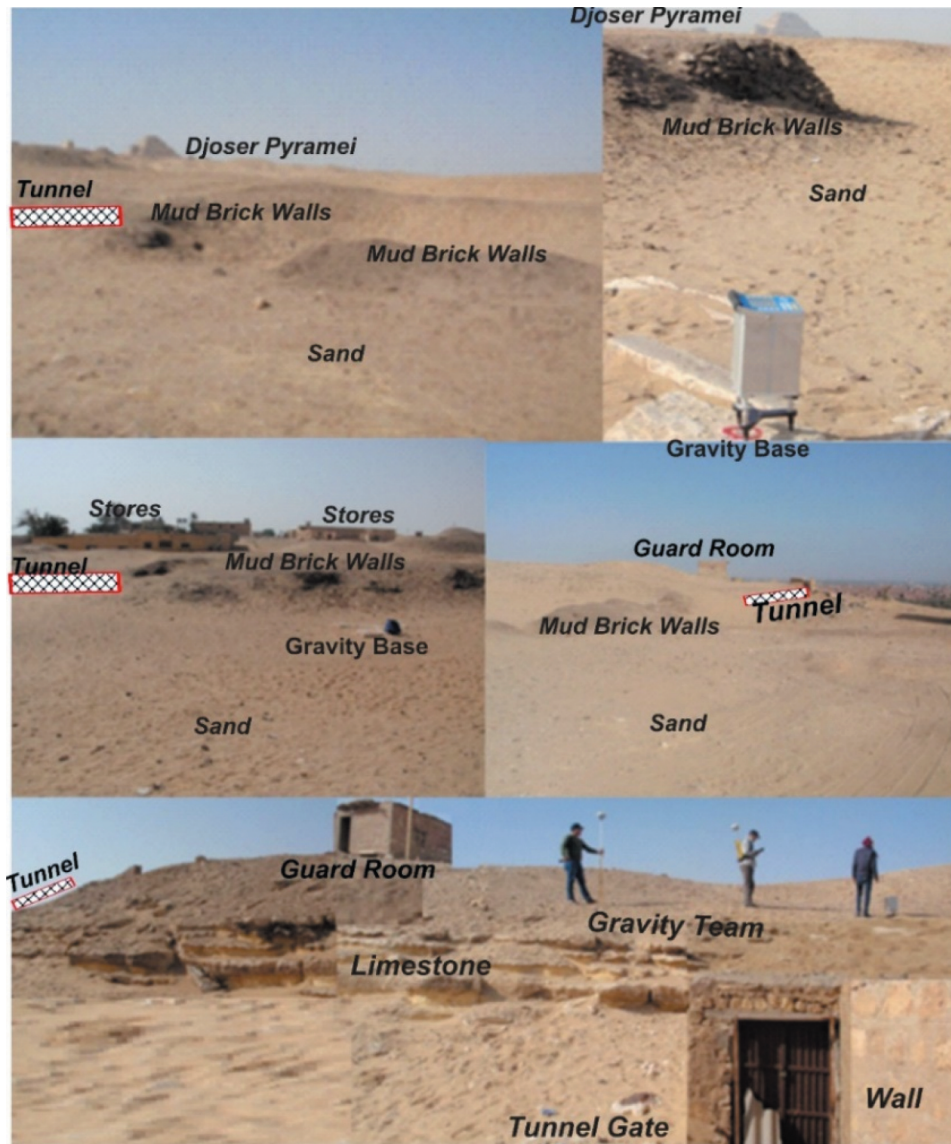 Djoser Pyramei
Tunnel
Mud Brick Walls
Mud Brick Walls
Sand
Djoser Pyramei
Mud Brick Walls
Sand
Gravity Base
Stores
Stores
Tunnel
Mud Brick Walls
Gravity Base
Sand
Guard Room
Tunnel
Mud Brick Walls
Sand
Tunnel
Guard Room
Gravity Team
Limestone
Tunnel Gate
Wall